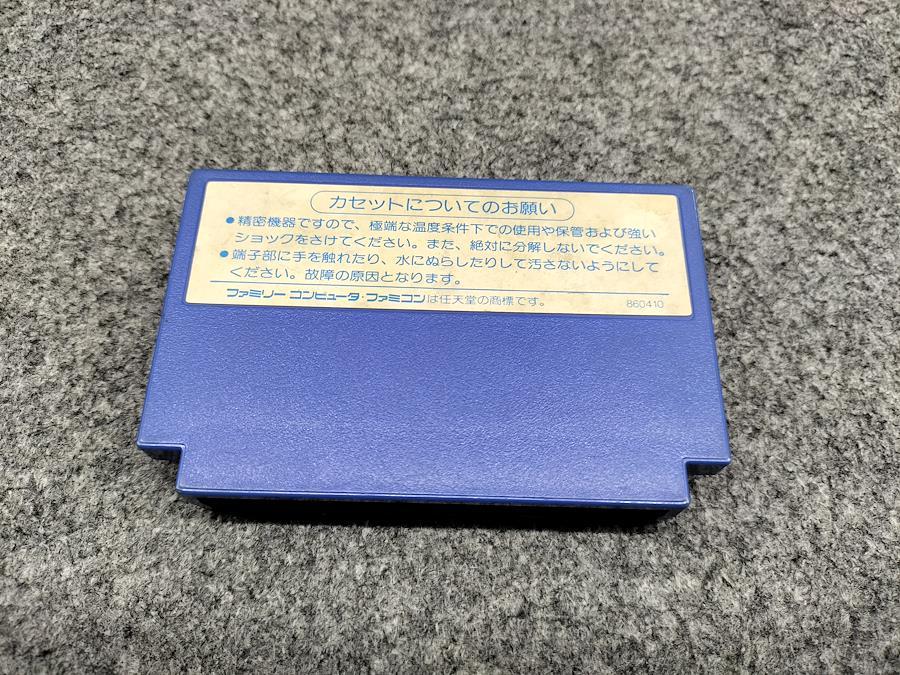 カセットについてのお願い
●精密機器ですので、極端な温度条件下での使用や保管および強い
ショックをさけてください。また、絶対に分解しないでください。
●端子部に手を触れたり、水にぬらしたりして汚さないようにして
ください。故障の原因となります。
ファミリー コンピュータ・ファミコンは任天堂の商標です。 860410